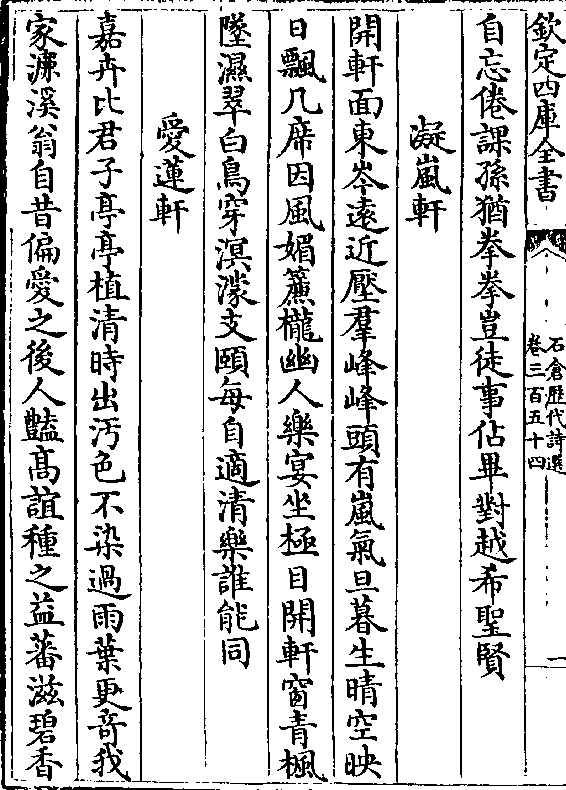 欽定四庫全書
石倉歷代詩選
卷三百五十四
一
自忘倦課孫猶拳拳豈徒事佔畢對越希聖賢
凝嵐軒
開軒面東岑遠近壓羣峰峰頭有嵐氣旦暮生晴空映
日飄几席因風媚簾櫳幽人樂宴坐極目開軒窗青楓
墜濕翠白鳥穿溟濛支頤每自適清樂誰能同
愛蓮軒
嘉卉比君子亭亭植清時出汚色不染過雨葉更奇我
家濂溪翁自昔偏愛之後人豔髙誼種之益蕃滋碧香